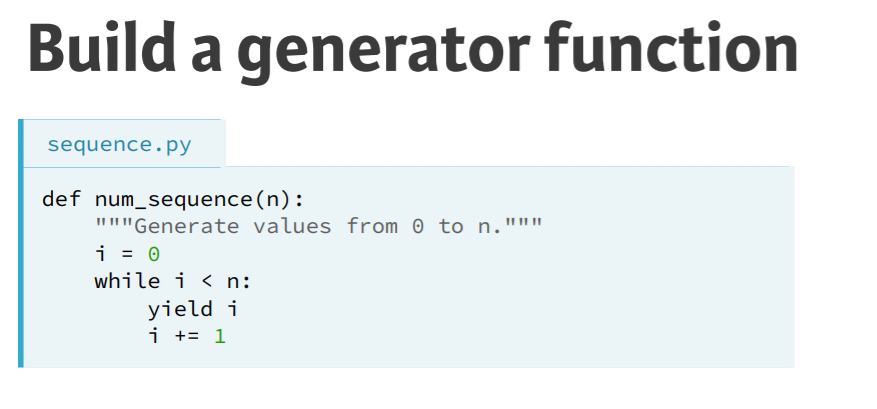 Build a generator function
sequence.py
def num_sequence(n):
    """Generate values from 0 to n."""
    i = 0
    while i < n:
        yield i
        i += 1